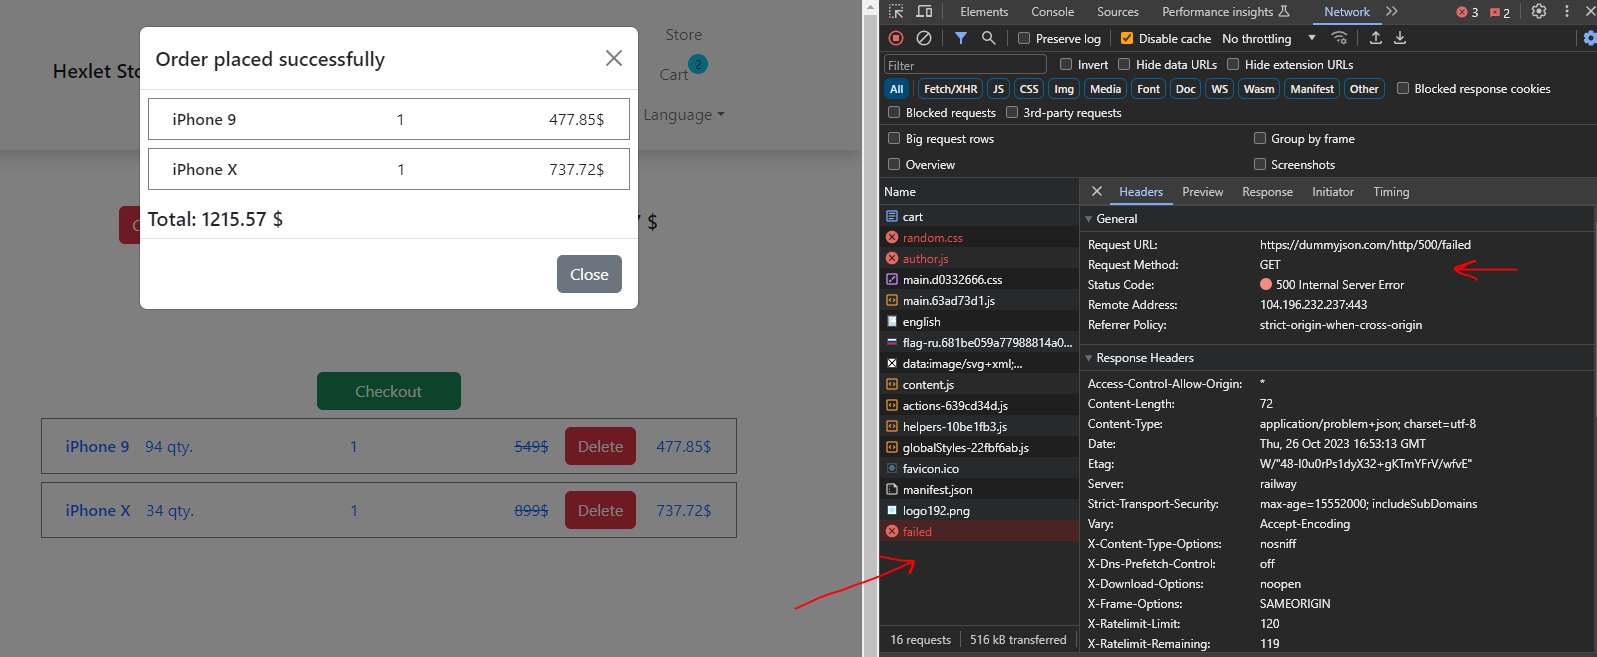 Order placed successfully
iPhone 9 1 477.85$
iPhone X 1 737.72$
Total: 1215.57 $
Close
Hexlet Sto
Store
Cart 2
Language
$
Checkout
iPhone 9 94 qty. 1 549$ Delete 477.85$
iPhone X 34 qty. 1 899$ Delete 737.72$
Elements Console Sources Performance insights Network 3 2
Preserve log Disable cache No throttling
Filter Invert Hide data URLs Hide extension URLs
All Fetch/XHR JS CSS Img Media Font Doc WS Wasm Manifest Other Blocked response cookies
Blocked requests 3rd-party requests
Big request rows Group by frame
Overview Screenshots
Name
cart
random.css
author.js
main.d0332666.css
main.63ad73d1.js
english
flag-ru.681be059a77988814a0...
data:image/svg+xml;...
content.js
actions-639cd34d.js
helpers-10be1fb3.js
globalStyles-22fbf6ab.js
favicon.ico
manifest.json
logo192.png
failed
16 requests 516 kB transferred
Headers Preview Response Initiator Timing
General
Request URL: https://dummyjson.com/http/500/failed
Request Method: GET
Status Code: 500 Internal Server Error
Remote Address: 104.196.232.237:443
Referrer Policy: strict-origin-when-cross-origin
Response Headers
Access-Control-Allow-Origin: *
Content-Length: 72
Content-Type: application/problem+json; charset=utf-8
Date: Thu, 26 Oct 2023 16:53:13 GMT
Etag: W/"48-I0u0rPs1dyX32+gKTmYFrV/wfvE"
Server: railway
Strict-Transport-Security: max-age=15552000; includeSubDomains
Vary: Accept-Encoding
X-Content-Type-Options: nosniff
X-Dns-Prefetch-Control: off
X-Download-Options: noopen
X-Frame-Options: SAMEORIGIN
X-Ratelimit-Limit: 120
X-Ratelimit-Remaining: 119